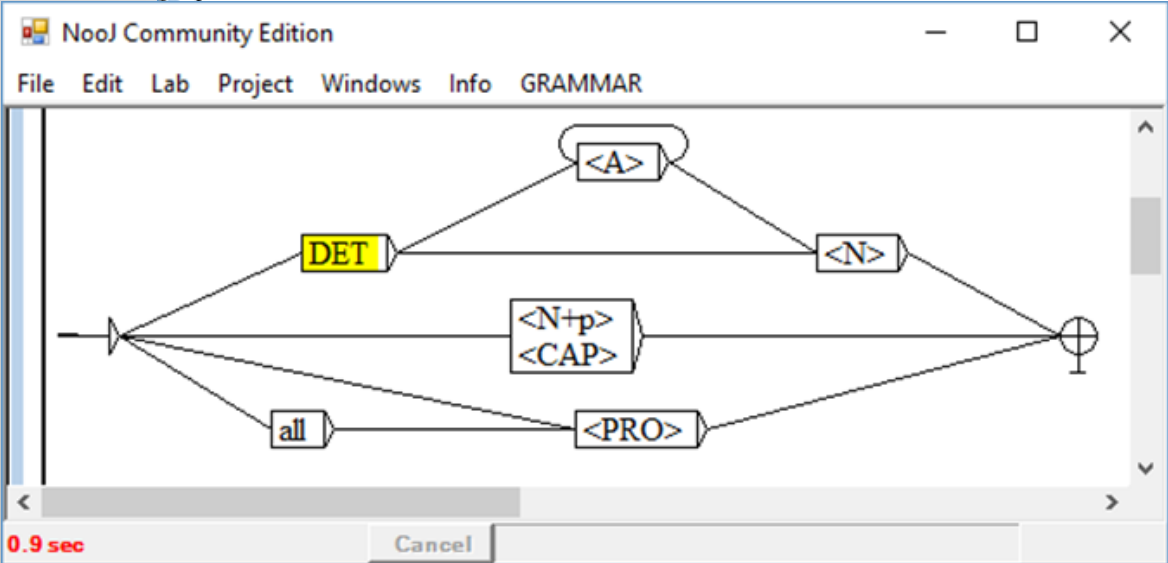 NooJ Community Edition
File Edit Lab Project Windows Info GRAMMAR
<A>
DET
<N>
<N+p>
<CAP>
all
<PRO>
0.9 sec
Cancel